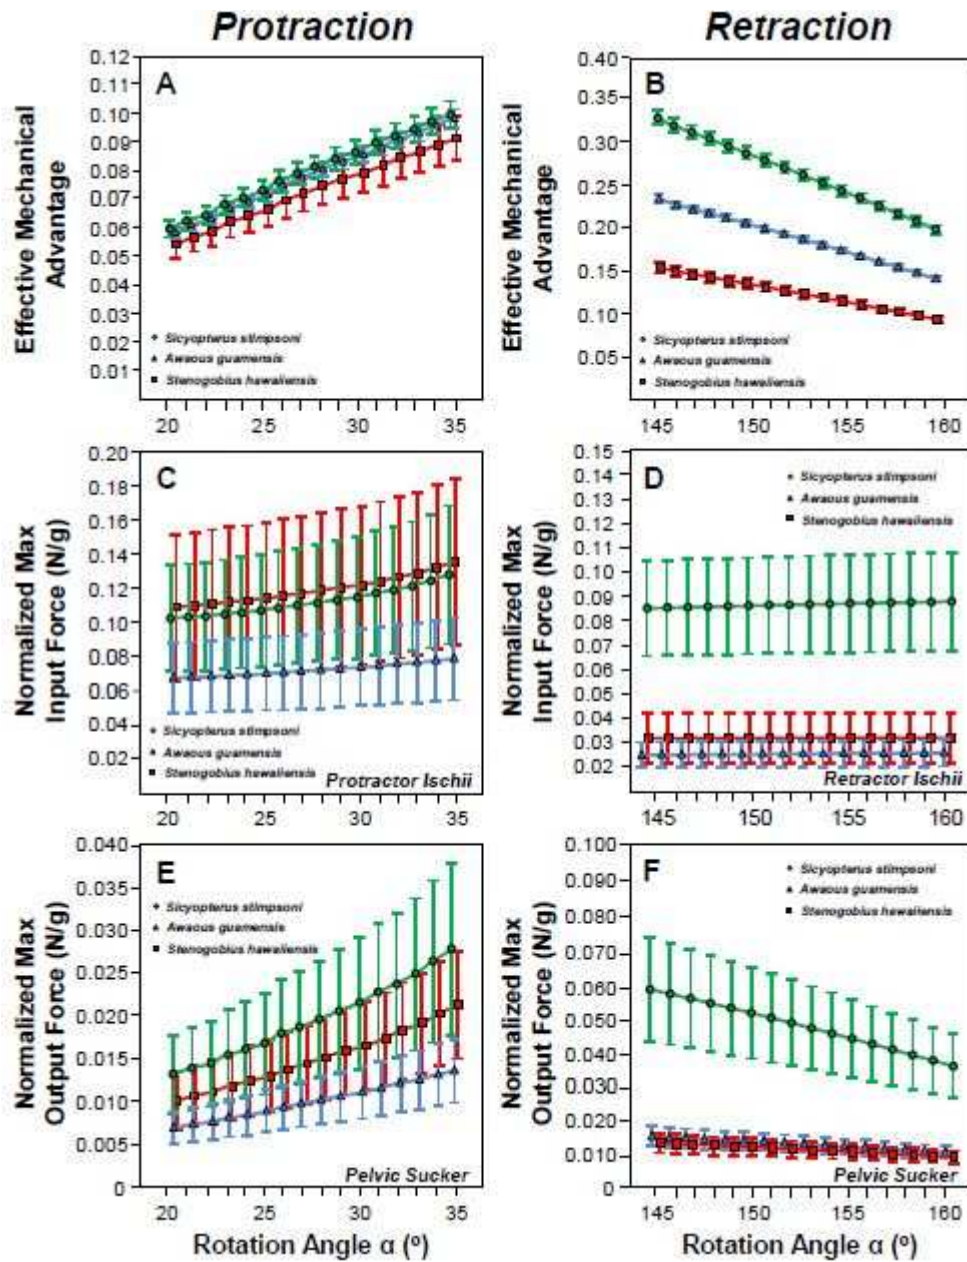 Protraction
Retraction
A
Effective Mechanical
Advantage
0.12
0.11
0.10
0.09
0.08
0.07
0.06
0.05
0.04
0.03
0.02
0.01
Sicyopterus stimpsoni
Awaous guamensis
Stenogobius hawaiiensis
20 25 30 35
B
Effective Mechanical
Advantage
0.40
0.35
0.30
0.25
0.20
0.15
0.10
0.05
Sicyopterus stimpsoni
Awaous guamensis
Stenogobius hawaiiensis
145 150 155 160
C
Normalized Max
Input Force (N/g)
0.20
0.18
0.16
0.14
0.12
0.10
0.08
0.06
0.04
0.02
Sicyopterus stimpsoni
Awaous guamensis
Stenogobius hawaiiensis
Protractor Ischii
20 25 30 35
D
Normalized Max
Input Force (N/g)
0.15
0.14
0.13
0.12
0.11
0.10
0.09
0.08
0.07
0.06
0.05
0.04
0.03
0.02
Sicyopterus stimpsoni
Awaous guamensis
Stenogobius hawaiiensis
Retractor Ischii
145 150 155 160
E
Normalized Max
Output Force (N/g)
0.040
0.035
0.030
0.025
0.020
0.015
0.010
0.005
0
Sicyopterus stimpsoni
Awaous guamensis
Stenogobius hawaiiensis
Pelvic Sucker
20 25 30 35
Rotation Angle α (º)
F
Normalized Max
Output Force (N/g)
0.100
0.090
0.080
0.070
0.060
0.050
0.040
0.030
0.020
0.010
0
Sicyopterus stimpsoni
Awaous guamensis
Stenogobius hawaiiensis
Pelvic Sucker
145 150 155 160
Rotation Angle α (º)